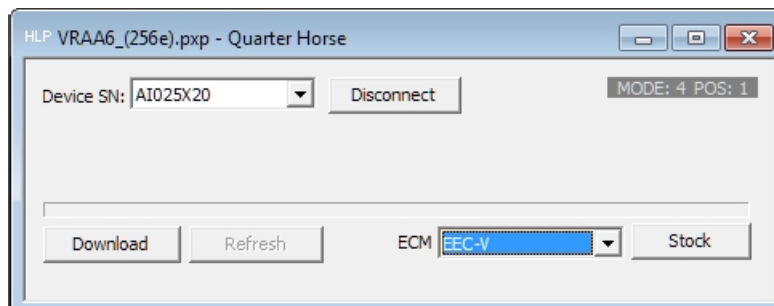 HLP VRAA6_(256e).pxp - Quarter Horse
Device SN: AI025X20 Disconnect MODE: 4 POS: 1
Download Refresh ECM EEC-V Stock